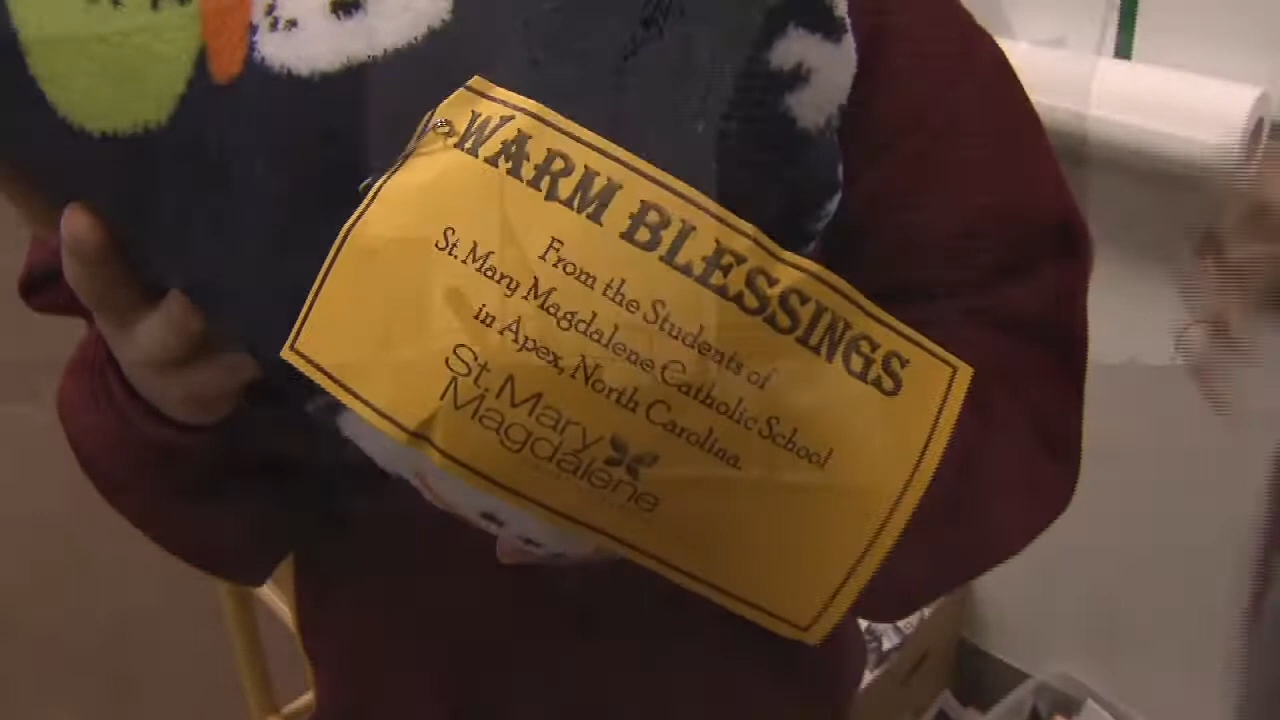 WARM BLESSINGS
From the Students of
St. Mary Magdalene Catholic School
in Apex, North Carolina.
St. Mary
Magdalene